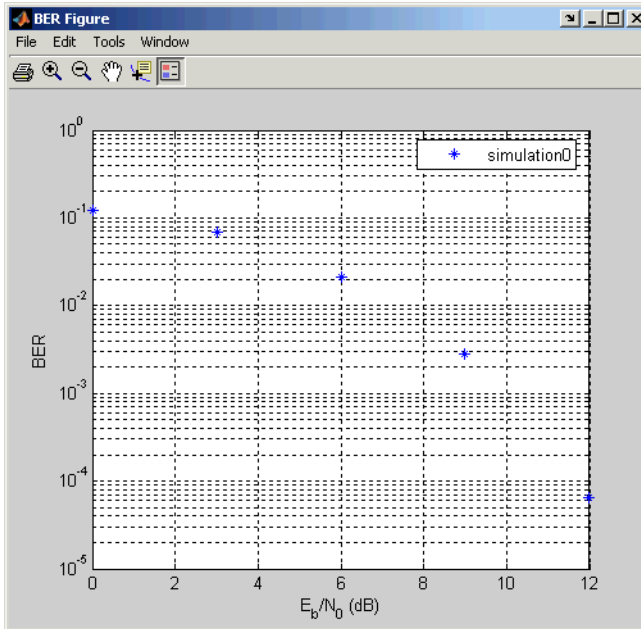 BER Figure
File Edit Tools Window
simulation0
10^0
10^-1
10^-2
10^-3
10^-4
10^-5
BER
0 2 4 6 8 10 12
E_b/N_0 (dB)